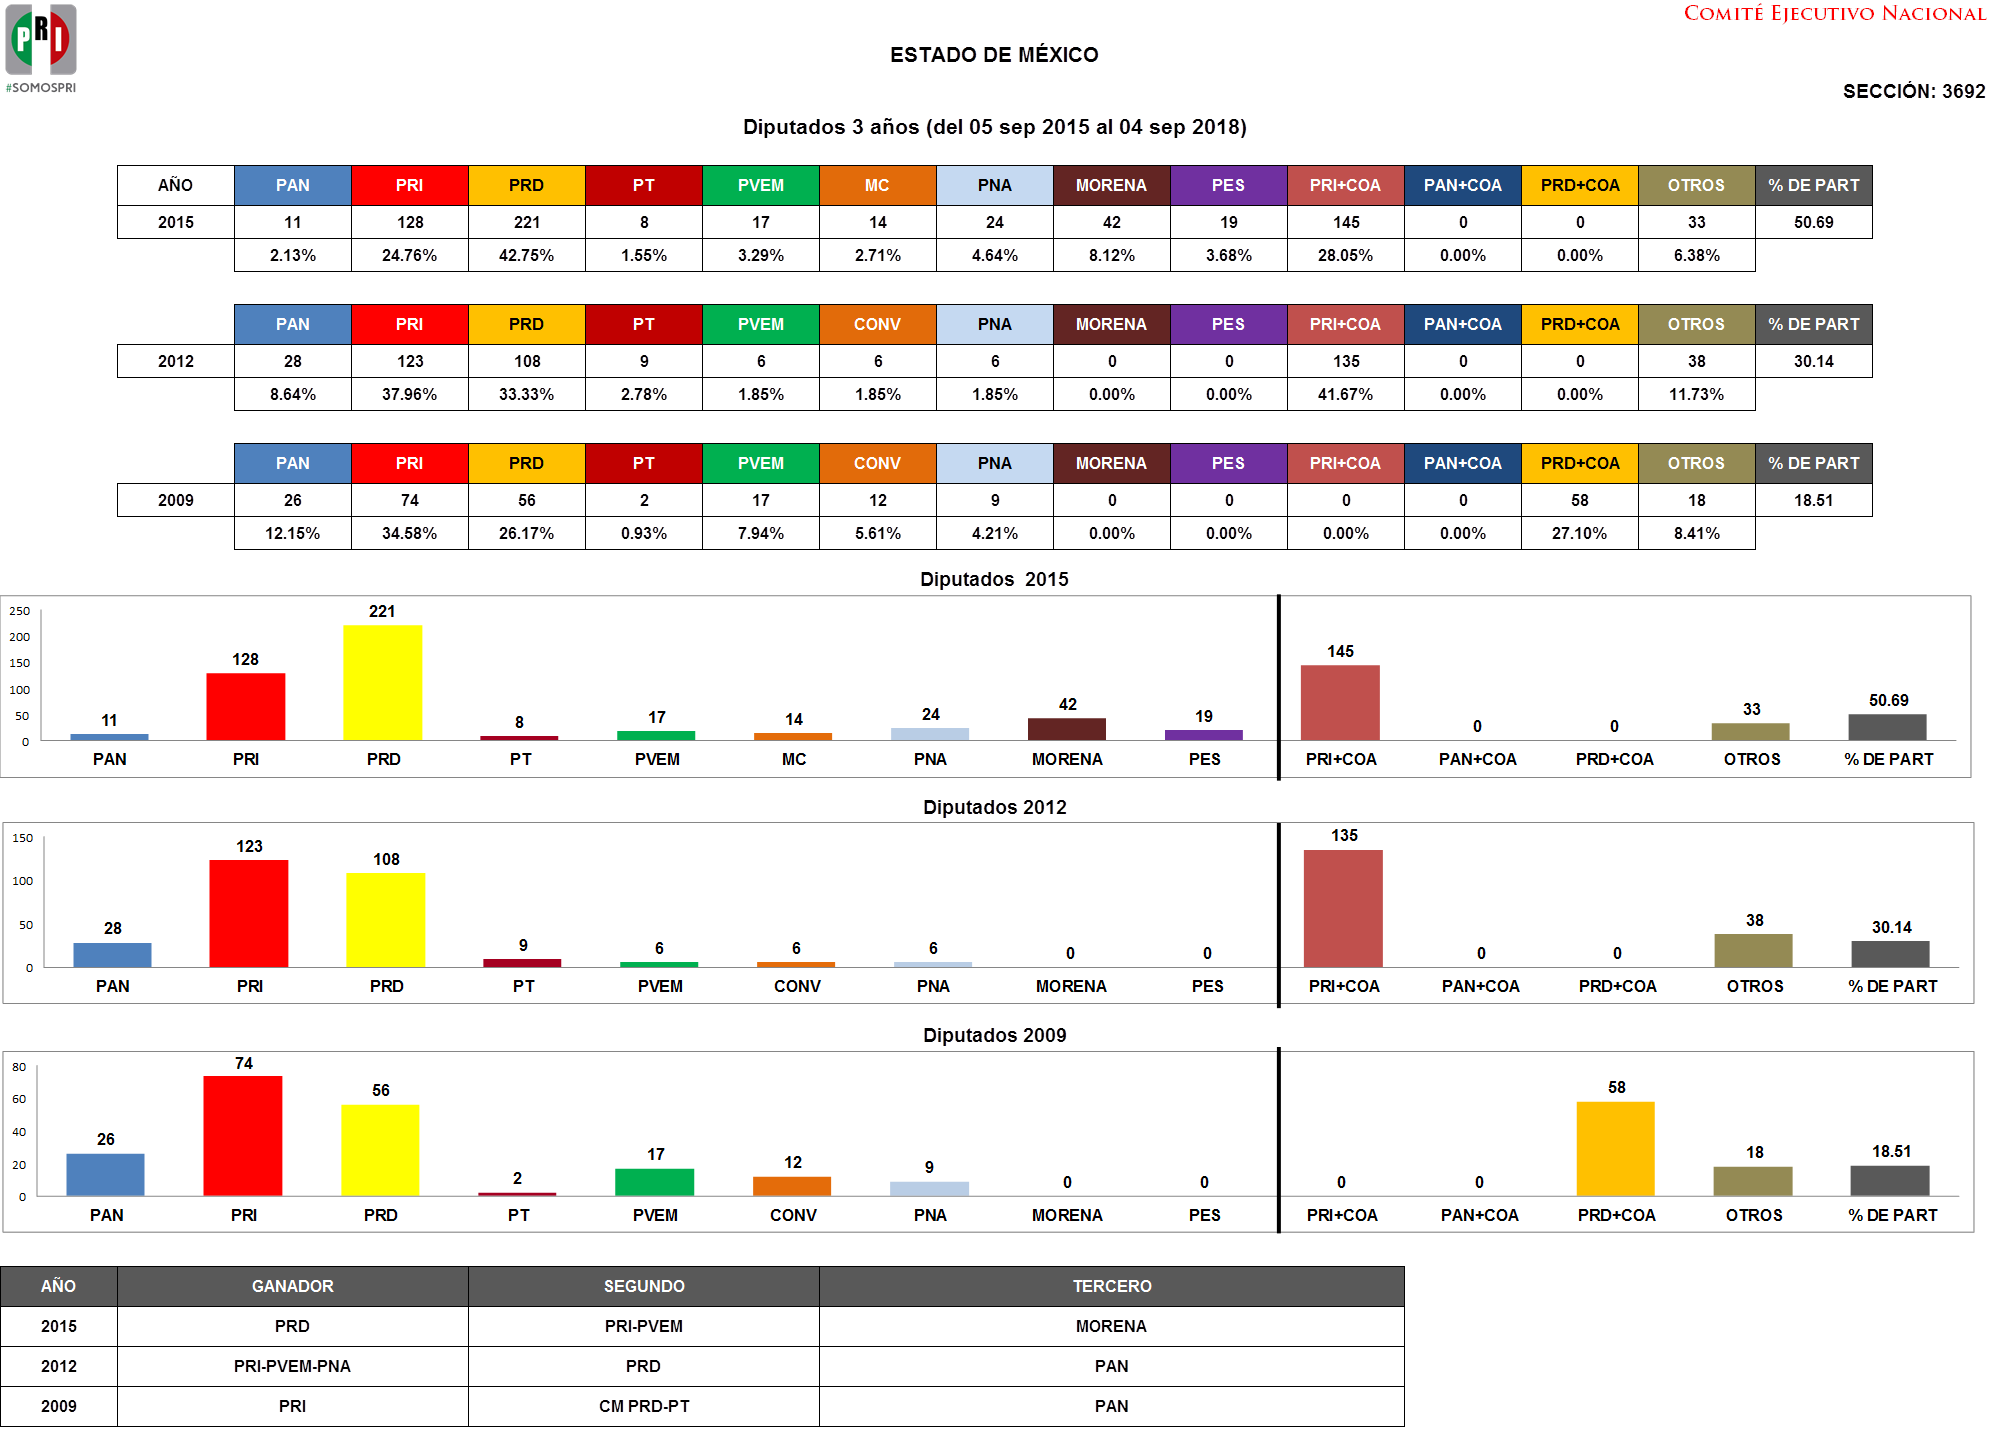 PRI
#SOMOSPRI
COMITÉ EJECUTIVO NACIONAL
ESTADO DE MÉXICO
SECCIÓN: 3692
Diputados 3 años (del 05 sep 2015 al 04 sep 2018)
AÑO PAN PRI PRD PT PVEM MC PNA MORENA PES PRI+COA PAN+COA PRD+COA OTROS % DE PART
2015 11 128 221 8 17 14 24 42 19 145 0 0 33 50.69
2.13% 24.76% 42.75% 1.55% 3.29% 2.71% 4.64% 8.12% 3.68% 28.05% 0.00% 0.00% 6.38%
PAN PRI PRD PT PVEM CONV PNA MORENA PES PRI+COA PAN+COA PRD+COA OTROS % DE PART
2012 28 123 108 9 6 6 6 0 0 135 0 0 38 30.14
8.64% 37.96% 33.33% 2.78% 1.85% 1.85% 1.85% 0.00% 0.00% 41.67% 0.00% 0.00% 11.73%
PAN PRI PRD PT PVEM CONV PNA MORENA PES PRI+COA PAN+COA PRD+COA OTROS % DE PART
2009 26 74 56 2 17 12 9 0 0 0 0 58 18 18.51
12.15% 34.58% 26.17% 0.93% 7.94% 5.61% 4.21% 0.00% 0.00% 0.00% 0.00% 27.10% 8.41%
Diputados 2015
250
200
150
100
50
0
11 128 221 8 17 14 24 42 19 145 0 0 33 50.69
PAN PRI PRD PT PVEM MC PNA MORENA PES PRI+COA PAN+COA PRD+COA OTROS % DE PART
Diputados 2012
150
100
50
0
28 123 108 9 6 6 6 0 0 135 0 0 38 30.14
PAN PRI PRD PT PVEM CONV PNA MORENA PES PRI+COA PAN+COA PRD+COA OTROS % DE PART
Diputados 2009
80
60
40
20
0
26 74 56 2 17 12 9 0 0 0 0 58 18 18.51
PAN PRI PRD PT PVEM CONV PNA MORENA PES PRI+COA PAN+COA PRD+COA OTROS % DE PART
AÑO GANADOR SEGUNDO TERCERO
2015 PRD PRI-PVEM MORENA
2012 PRI-PVEM-PNA PRD PAN
2009 PRI CM PRD-PT PAN